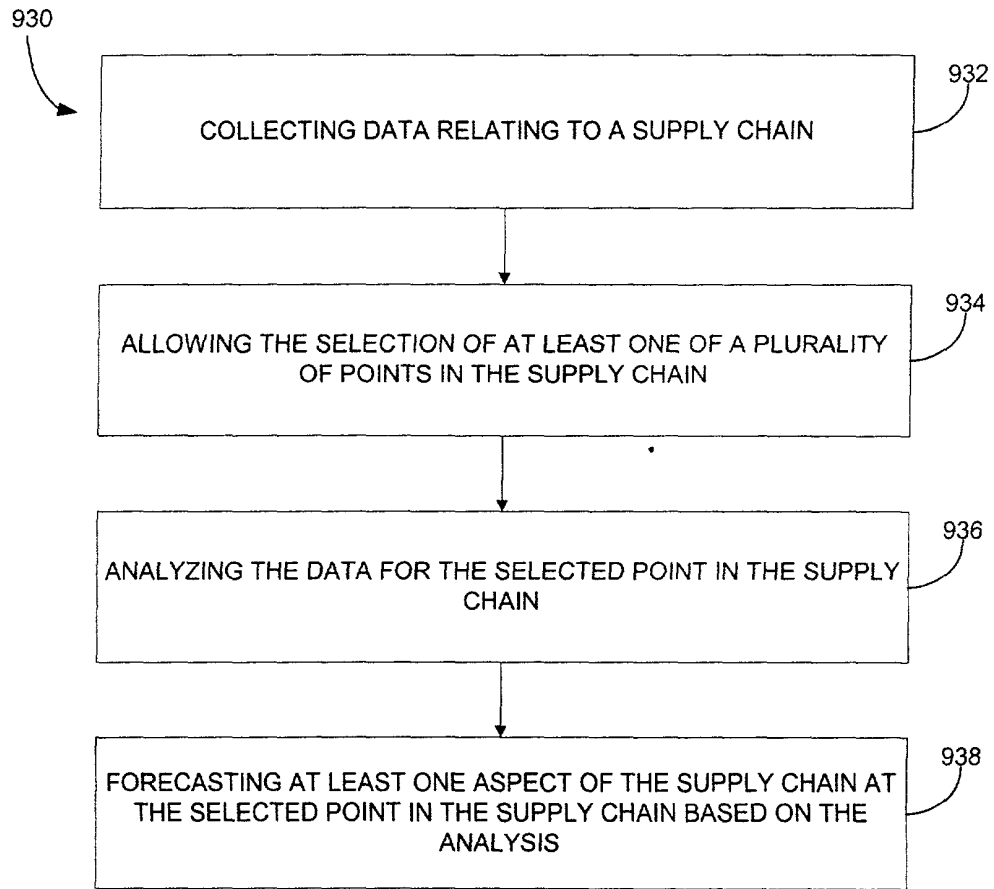 930
932
COLLECTING DATA RELATING TO A SUPPLY CHAIN
934
ALLOWING THE SELECTION OF AT LEAST ONE OF A PLURALITY
OF POINTS IN THE SUPPLY CHAIN
936
ANALYZING THE DATA FOR THE SELECTED POINT IN THE SUPPLY
CHAIN
938
FORECASTING AT LEAST ONE ASPECT OF THE SUPPLY CHAIN AT
THE SELECTED POINT IN THE SUPPLY CHAIN BASED ON THE
ANALYSIS